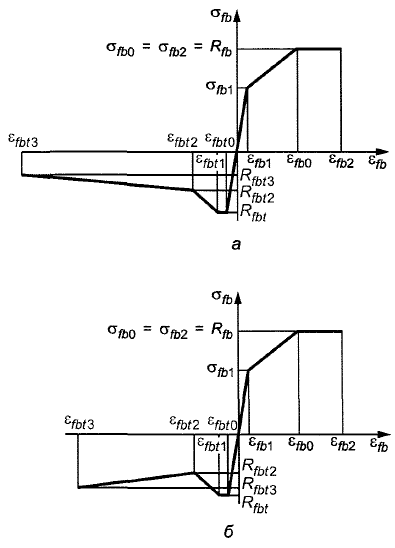 σfb
σfb0 = σfb2 = Rfb
σfb1
εfbt3 εfbt2 εfbt0
εfbt1 εfb1 εfb0 εfb2 εfb
Rfbt3
Rfbt2
Rfbt
а
σfb
σfb0 = σfb2 = Rfb
σfb1
εfbt3 εfbt2 εfbt0
εfbt1 εfb1 εfb0 εfb2 εfb
Rfbt2
Rfbt3
Rfbt
б